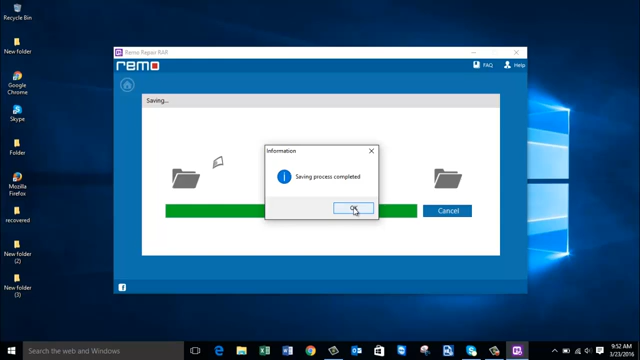 Recycle Bin
New folder
Google
Chrome
Skype
Folder
Mozilla
Firefox
recovered
New folder
(2)
New folder
(3)
Remo Repair RAR
remo
FAQ
Help
Saving...
Information
Saving process completed
OK
Cancel
Search the web and Windows
9:52 AM
3/23/2016